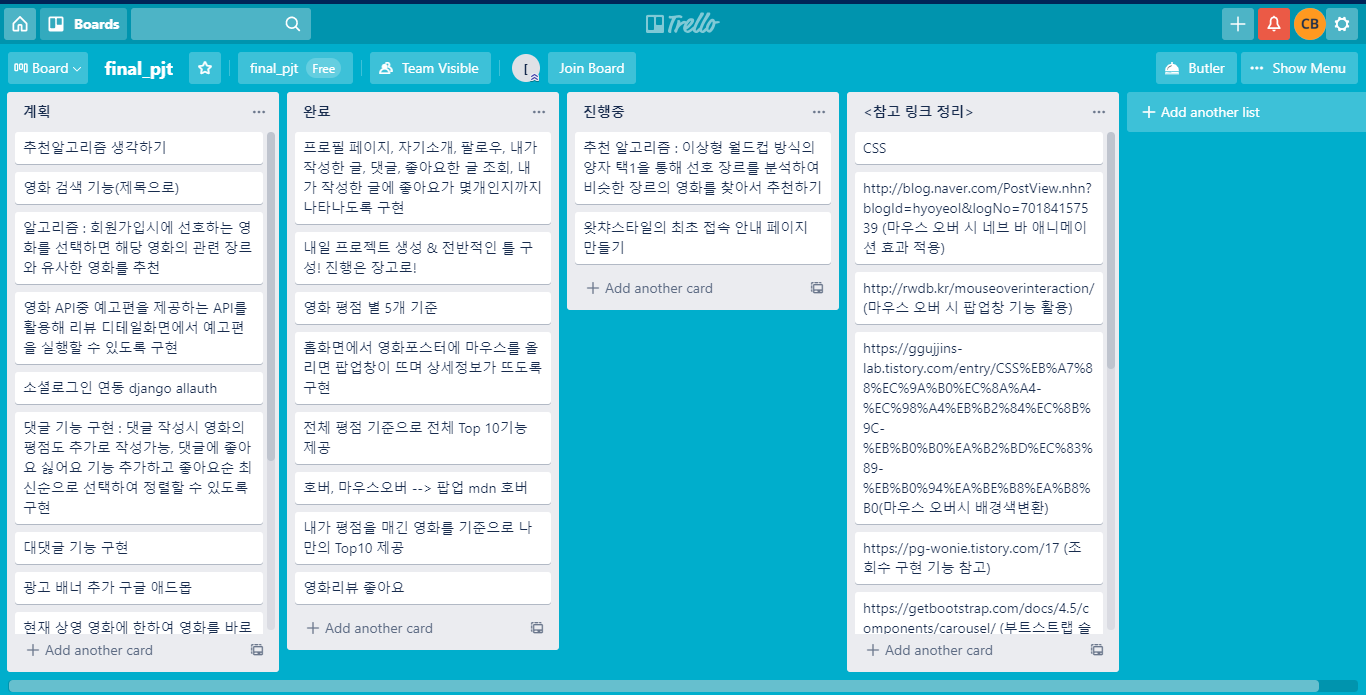 Boards
Trello
CB
Board
final_pjt
final_pjt Free
Team Visible
[
Join Board
Butler
Show Menu
계획
추천알고리즘 생각하기
영화 검색 기능(제목으로)
알고리즘 : 회원가입시에 선호하는 영
화를 선택하면 해당 영화의 관련 장르
와 유사한 영화를 추천
영화 API중 예고편을 제공하는 API를
활용해 리뷰 디테일화면에서 예고편
을 실행할 수 있도록 구현
소셜로그인 연동 django allauth
댓글 기능 구현 : 댓글 작성시 영화의
평점도 추가로 작성가능, 댓글에 좋아
요 싫어요 기능 추가하고 좋아요순 최
신순으로 선택하여 정렬할 수 있도록
구현
대댓글 기능 구현
광고 배너 추가 구글 애드몹
현재 상영 영화에 한하여 영화를 바로
Add another card
완료
프로필 페이지, 자기소개, 팔로우, 내가
작성한 글, 댓글, 좋아요한 글 조회, 내
가 작성한 글에 좋아요가 몇개인지까지
나타나도록 구현
내일 프로젝트 생성 & 전반적인 틀 구
성! 진행은 장고로!
영화 평점 별 5개 기준
홈화면에서 영화포스터에 마우스를 올
리면 팝업창이 뜨며 상세정보가 뜨도록
구현
전체 평점 기준으로 전체 Top 10기능
제공
호버, 마우스오버 --> 팝업 mdn 호버
내가 평점을 매긴 영화를 기준으로 나
만의 Top10 제공
영화리뷰 좋아요
Add another card
진행중
추천 알고리즘 : 이상형 월드컵 방식의
양자 택1을 통해 선호 장르를 분석하여
비슷한 장르의 영화를 찾아서 추천하기
왓챠스타일의 최초 접속 안내 페이지
만들기
Add another card
<참고 링크 정리>
CSS
http://blog.naver.com/PostView.nhn?
blogId=hyoyeol&logNo=701841575
39 (마우스 오버 시 네브 바 애니메이
션 효과 적용)
http://rwdb.kr/mouseoverinteraction/
(마우스 오버 시 팝업창 기능 활용)
https://ggujjins-
lab.tistory.com/entry/CSS%EB%A7%8
8%EC%9A%B0%EC%8A%A4-
%EC%98%A4%EB%B2%84%EC%8B%
9C-
%EB%B0%B0%EA%B2%BD%EC%83%
89-
%EB%B0%94%EA%BE%B8%EA%B8%
B0(마우스 오버시 배경색변환)
https://pg-wonie.tistory.com/17 (조
회수 구현 기능 참고)
https://getbootstrap.com/docs/4.5/c
omponents/carousel/ (부트스트랩 슬
Add another card
Add another list